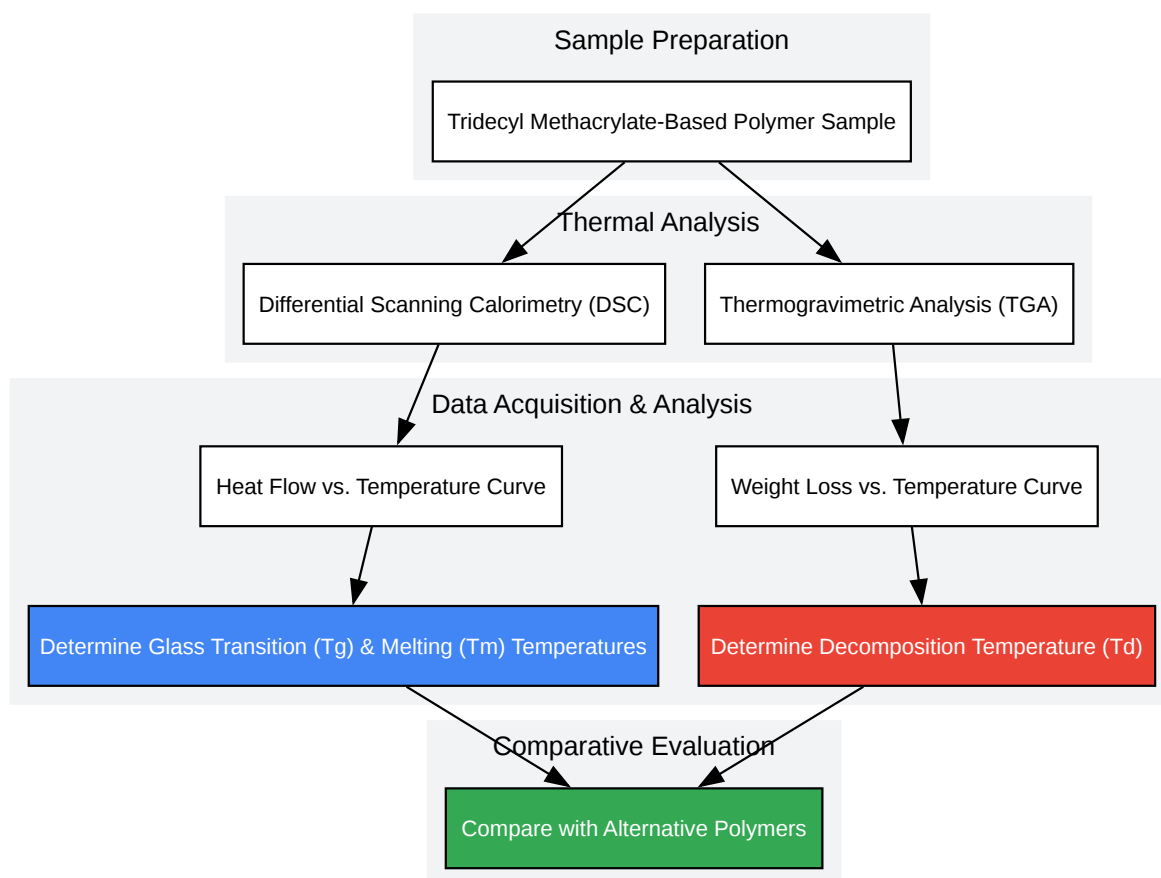 Sample Preparation
Tridecyl Methacrylate-Based Polymer Sample
Thermal Analysis
Differential Scanning Calorimetry (DSC)
Thermogravimetric Analysis (TGA)
Data Acquisition & Analysis
Heat Flow vs. Temperature Curve
Weight Loss vs. Temperature Curve
Determine Glass Transition (Tg) & Melting (Tm) Temperatures
Determine Decomposition Temperature (Td)
Comparative Evaluation
Compare with Alternative Polymers